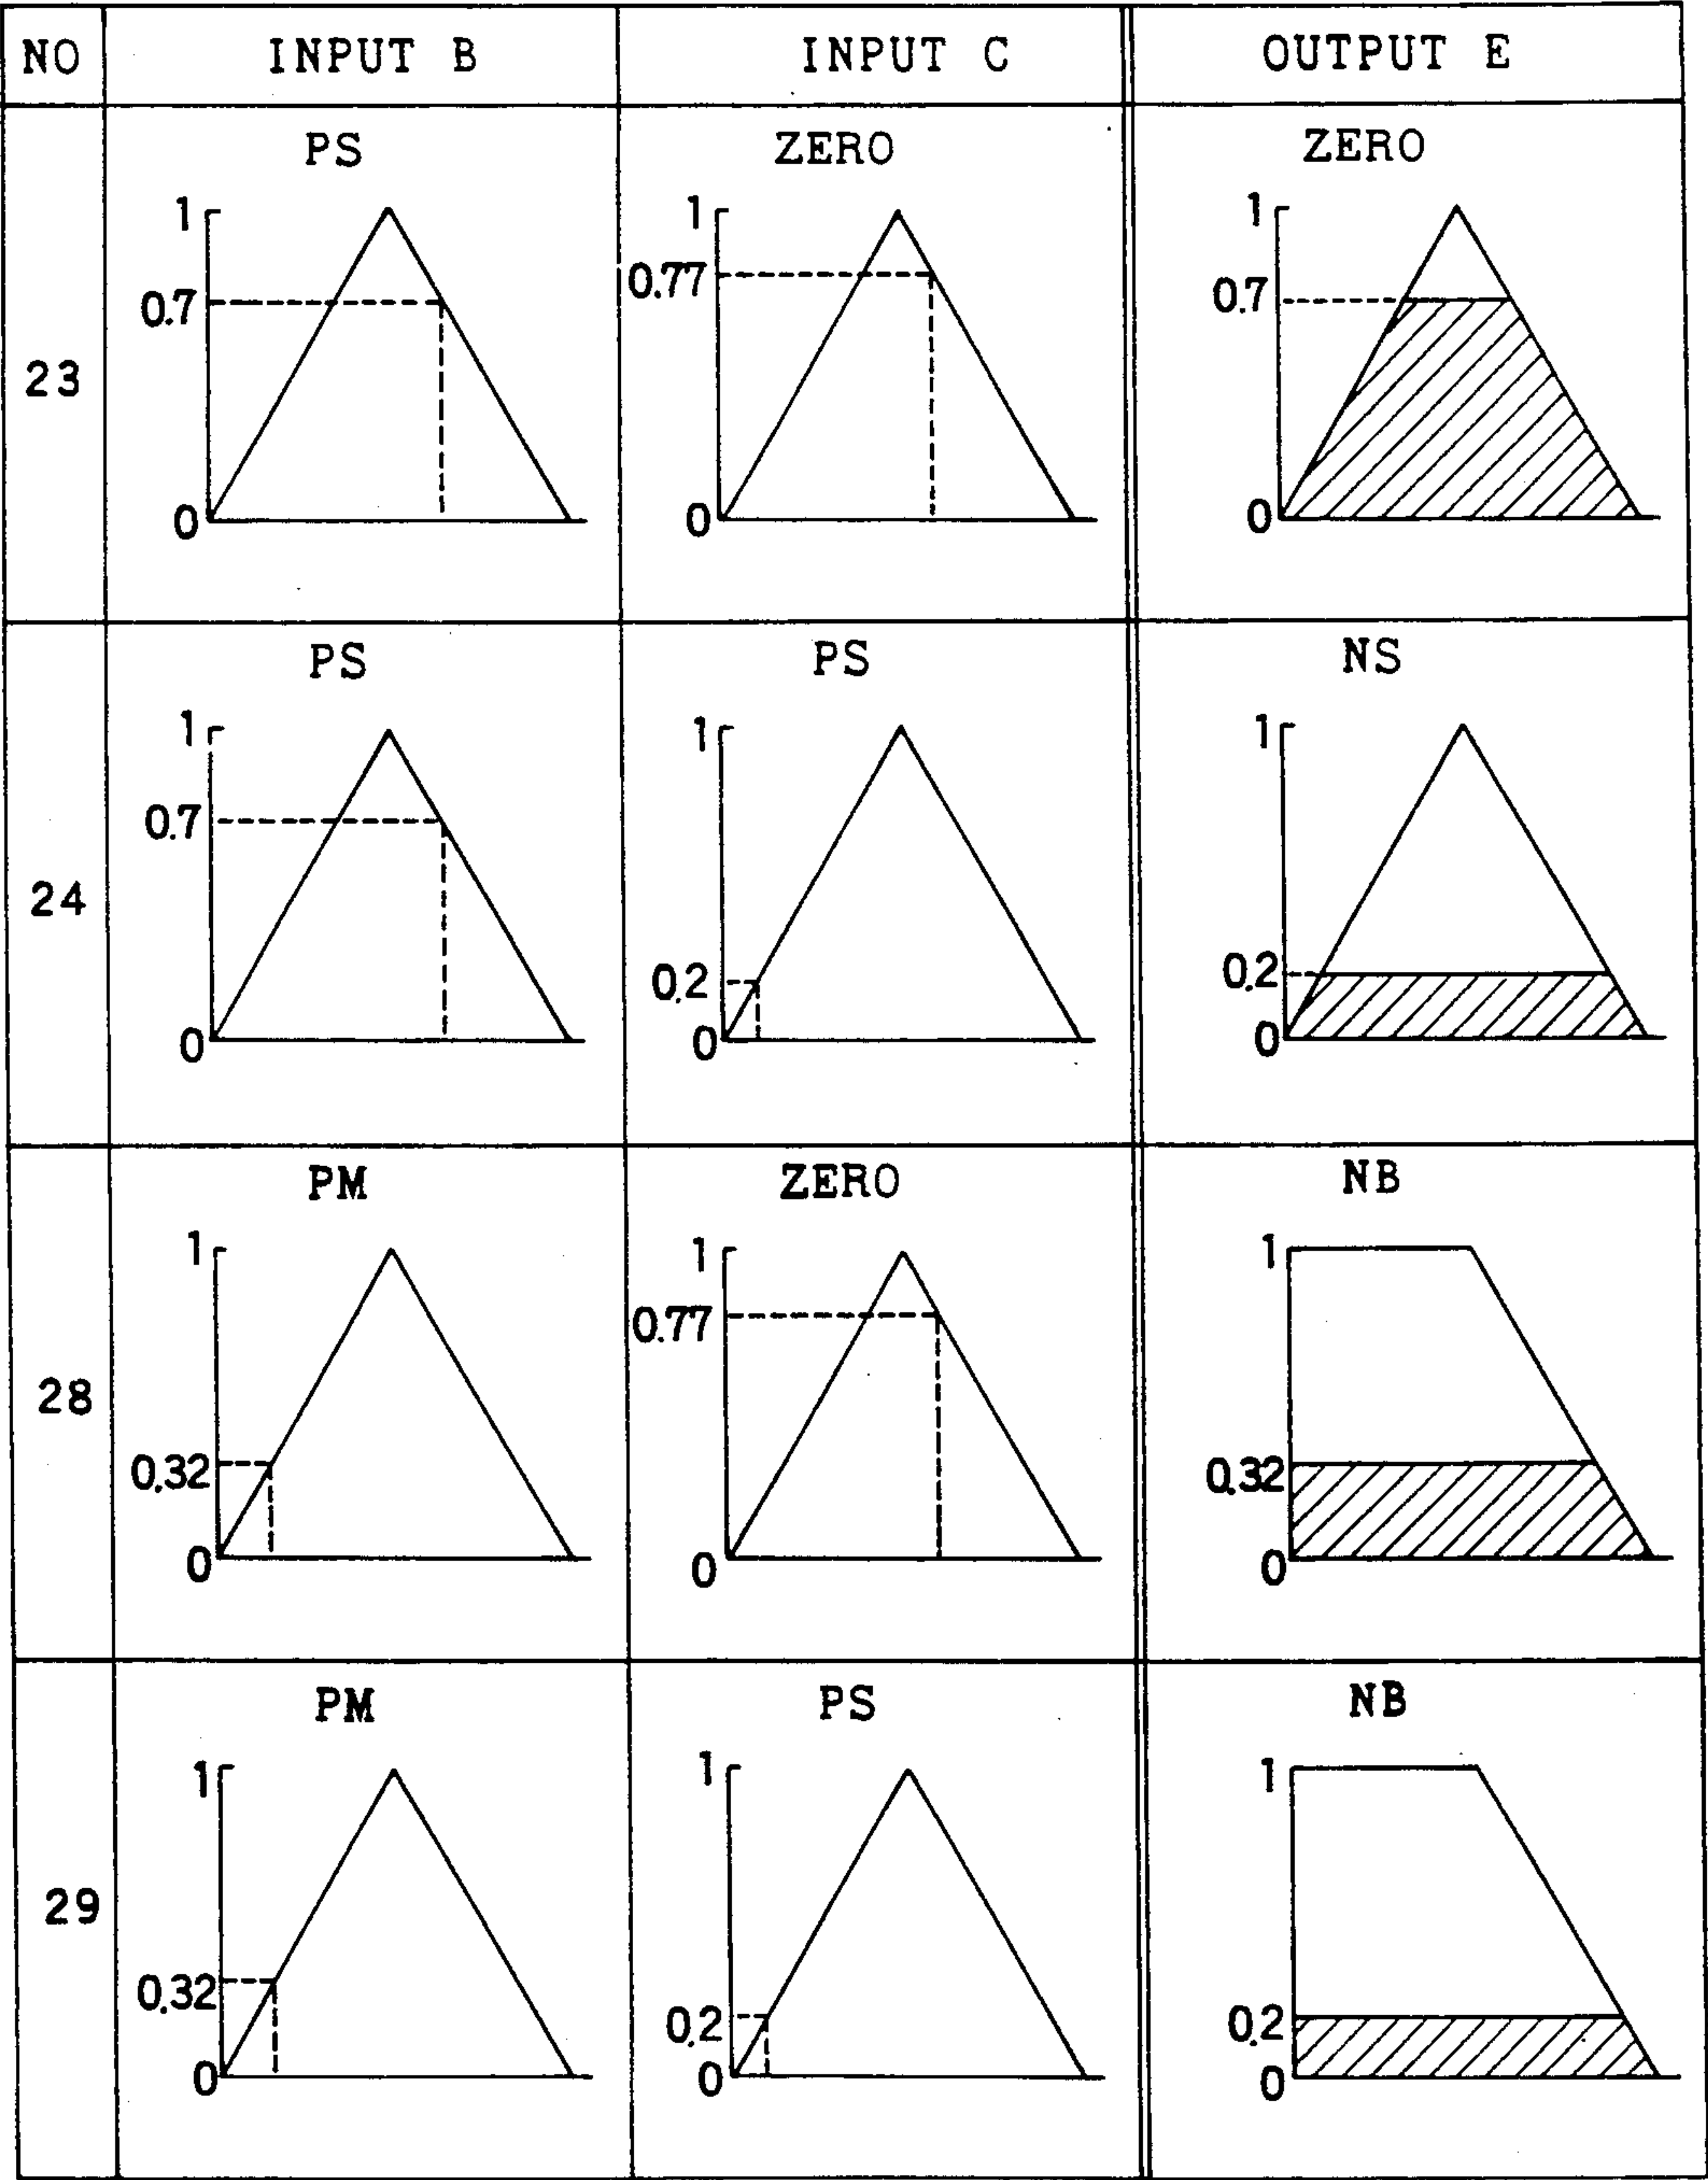 NO INPUT B INPUT C OUTPUT E
PS ZERO ZERO
1 1 1
0.7 0.77 0.7
23
0 0 0
PS PS NS
1 1 1
0.7
24
0.2 0.2
0 0 0
PM ZERO NB
1 1 1
0.77
28
0.32 0.32
0 0 0
PM PS NB
1 1 1
29
0.32 0.2 0.2
0 0 0